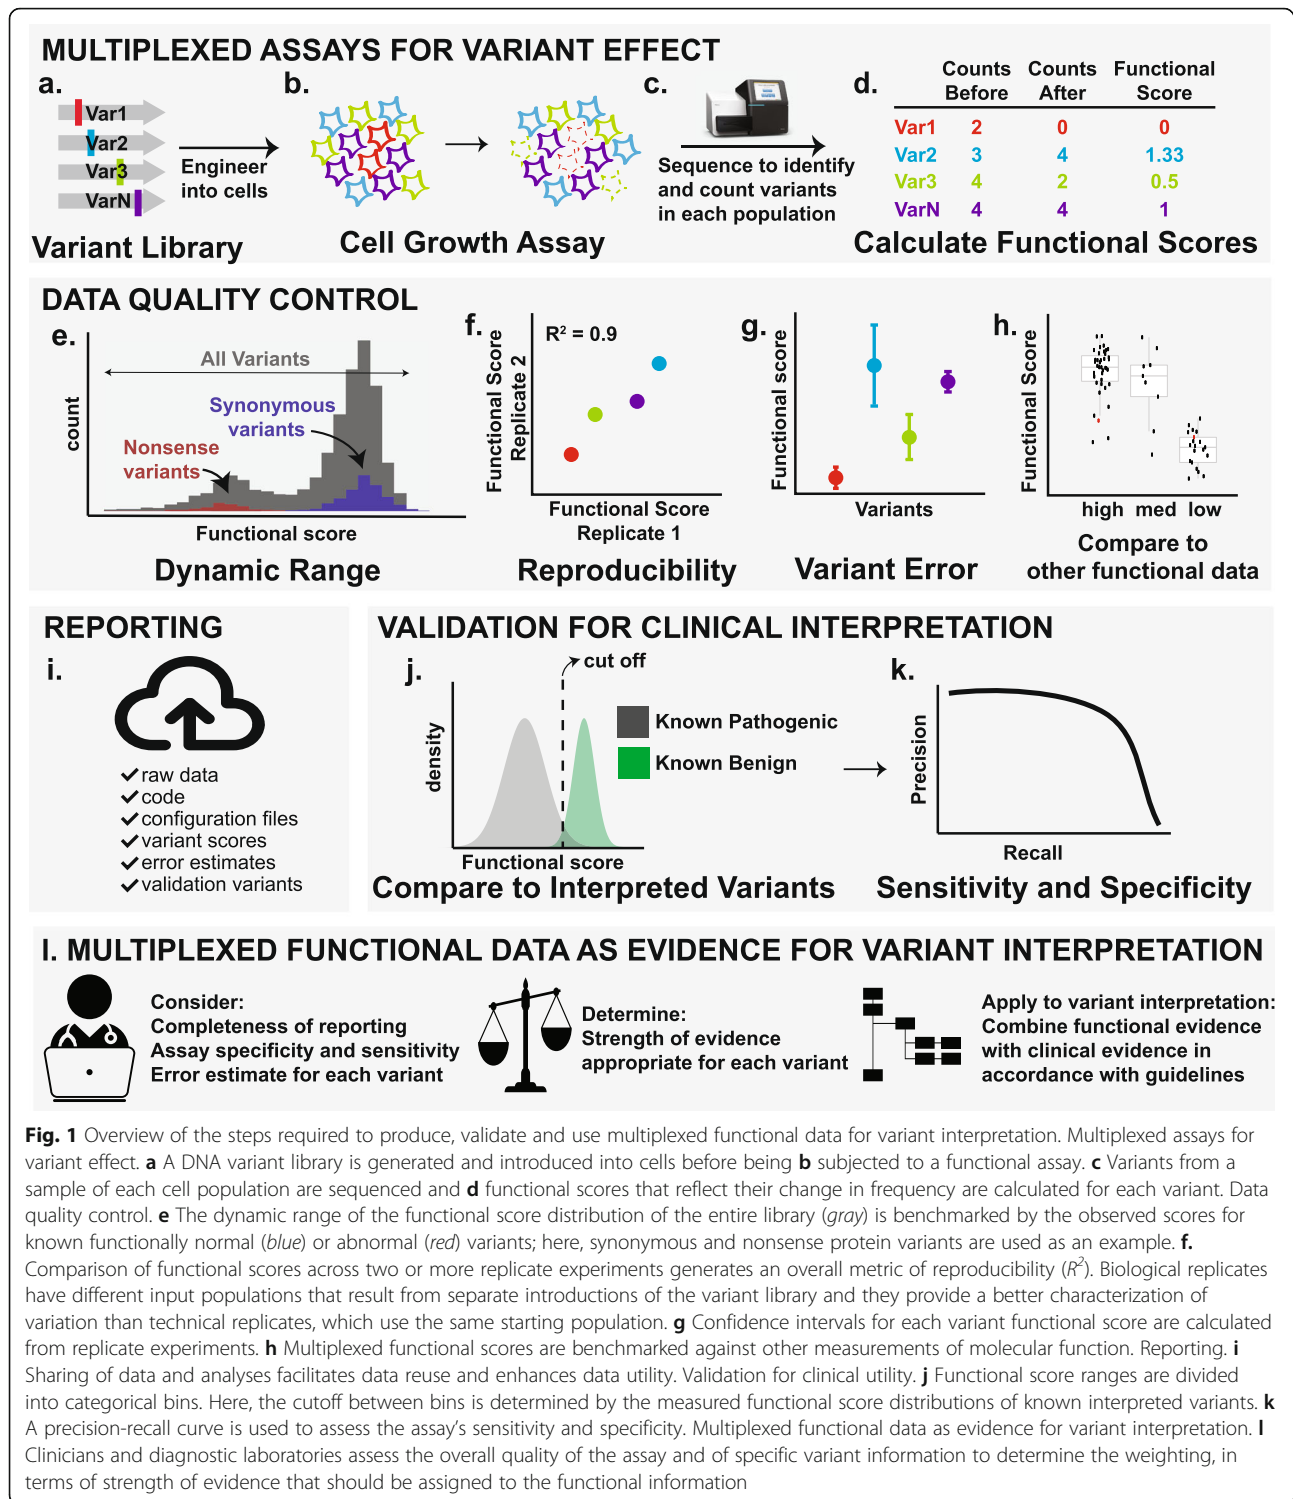 MULTIPLEXED ASSAYS FOR VARIANT EFFECT
a.
Var1
Var2
Var3
VarN
Engineer
into cells
Variant Library
b.
Cell Growth Assay
c.
Sequence to identify
and count variants
in each population
d.
Counts Before Counts After Functional Score
Var1 2 0 0
Var2 3 4 1.33
Var3 4 2 0.5
VarN 4 4 1
Calculate Functional Scores
DATA QUALITY CONTROL
e.
count
All Variants
Synonymous
variants
Nonsense
variants
Functional score
Dynamic Range
f.
R² = 0.9
Functional Score
Replicate 2
Functional Score
Replicate 1
Reproducibility
g.
Functional score
Variants
Variant Error
h.
Functional Score
high med low
Compare to
other functional data
REPORTING
i.
raw data
code
configuration files
variant scores
error estimates
validation variants
VALIDATION FOR CLINICAL INTERPRETATION
j.
cut off
density
Known Pathogenic
Known Benign
Functional score
Compare to Interpreted Variants
k.
Precision
Recall
Sensitivity and Specificity
l. MULTIPLEXED FUNCTIONAL DATA AS EVIDENCE FOR VARIANT INTERPRETATION
Consider:
Completeness of reporting
Assay specificity and sensitivity
Error estimate for each variant
Determine:
Strength of evidence
appropriate for each variant
Apply to variant interpretation:
Combine functional evidence
with clinical evidence in
accordance with guidelines
Fig. 1 Overview of the steps required to produce, validate and use multiplexed functional data for variant interpretation. Multiplexed assays for
variant effect. a A DNA variant library is generated and introduced into cells before being b subjected to a functional assay. c Variants from a
sample of each cell population are sequenced and d functional scores that reflect their change in frequency are calculated for each variant. Data
quality control. e The dynamic range of the functional score distribution of the entire library (gray) is benchmarked by the observed scores for
known functionally normal (blue) or abnormal (red) variants; here, synonymous and nonsense protein variants are used as an example. f.
Comparison of functional scores across two or more replicate experiments generates an overall metric of reproducibility (R²). Biological replicates
have different input populations that result from separate introductions of the variant library and they provide a better characterization of
variation than technical replicates, which use the same starting population. g Confidence intervals for each variant functional score are calculated
from replicate experiments. h Multiplexed functional scores are benchmarked against other measurements of molecular function. Reporting. i
Sharing of data and analyses facilitates data reuse and enhances data utility. Validation for clinical utility. j Functional score ranges are divided
into categorical bins. Here, the cutoff between bins is determined by the measured functional score distributions of known interpreted variants. k
A precision-recall curve is used to assess the assay's sensitivity and specificity. Multiplexed functional data as evidence for variant interpretation. l
Clinicians and diagnostic laboratories assess the overall quality of the assay and of specific variant information to determine the weighting, in
terms of strength of evidence that should be assigned to the functional information